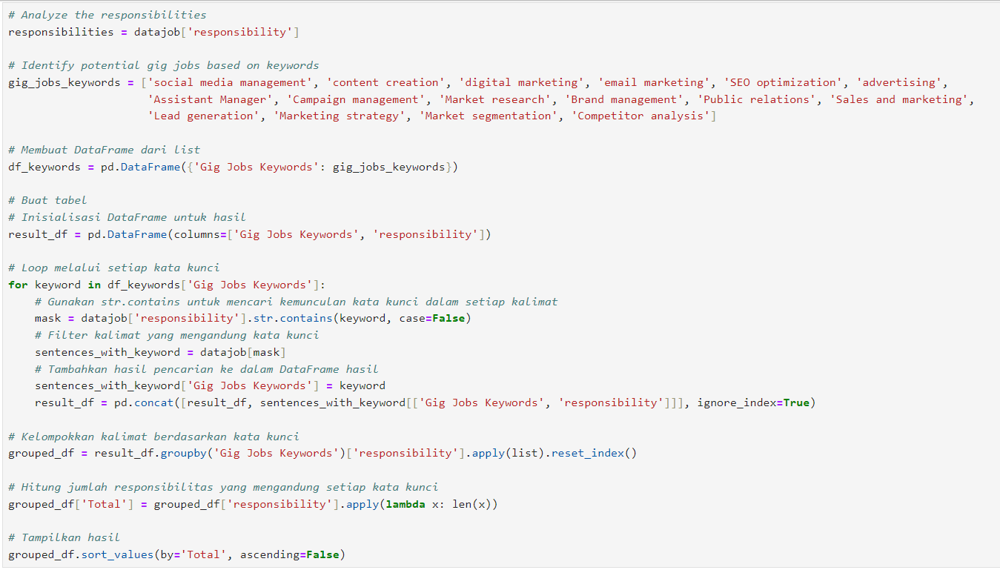 # Analyze the responsibilities
responsibilities = datajob['responsibility']
# Identify potential gig jobs based on keywords
gig_jobs_keywords = ['social media management', 'content creation', 'digital marketing', 'email marketing', 'SEO optimization', 'advertising',
'Assistant Manager', 'Campaign management', 'Market research', 'Brand management', 'Public relations', 'Sales and marketing',
'Lead generation', 'Marketing strategy', 'Market segmentation', 'Competitor analysis']
# Membuat DataFrame dari list
df_keywords = pd.DataFrame({'Gig Jobs Keywords': gig_jobs_keywords})
# Buat tabel
# Inisialisasi DataFrame untuk hasil
result_df = pd.DataFrame(columns=['Gig Jobs Keywords', 'responsibility'])
# Loop melalui setiap kata kunci
for keyword in df_keywords['Gig Jobs Keywords']:
# Gunakan str.contains untuk mencari kemunculan kata kunci dalam setiap kalimat
mask = datajob['responsibility'].str.contains(keyword, case=False)
# Filter kalimat yang mengandung kata kunci
sentences_with_keyword = datajob[mask]
# Tambahkan hasil pencarian ke dalam DataFrame hasil
sentences_with_keyword['Gig Jobs Keywords'] = keyword
result_df = pd.concat([result_df, sentences_with_keyword[['Gig Jobs Keywords', 'responsibility']]], ignore_index=True)
# Kelompokkan kalimat berdasarkan kata kunci
grouped_df = result_df.groupby('Gig Jobs Keywords')['responsibility'].apply(list).reset_index()
# Hitung jumlah responsibilitas yang mengandung setiap kata kunci
grouped_df['Total'] = grouped_df['responsibility'].apply(lambda x: len(x))
# Tampilkan hasil
grouped_df.sort_values(by='Total', ascending=False)